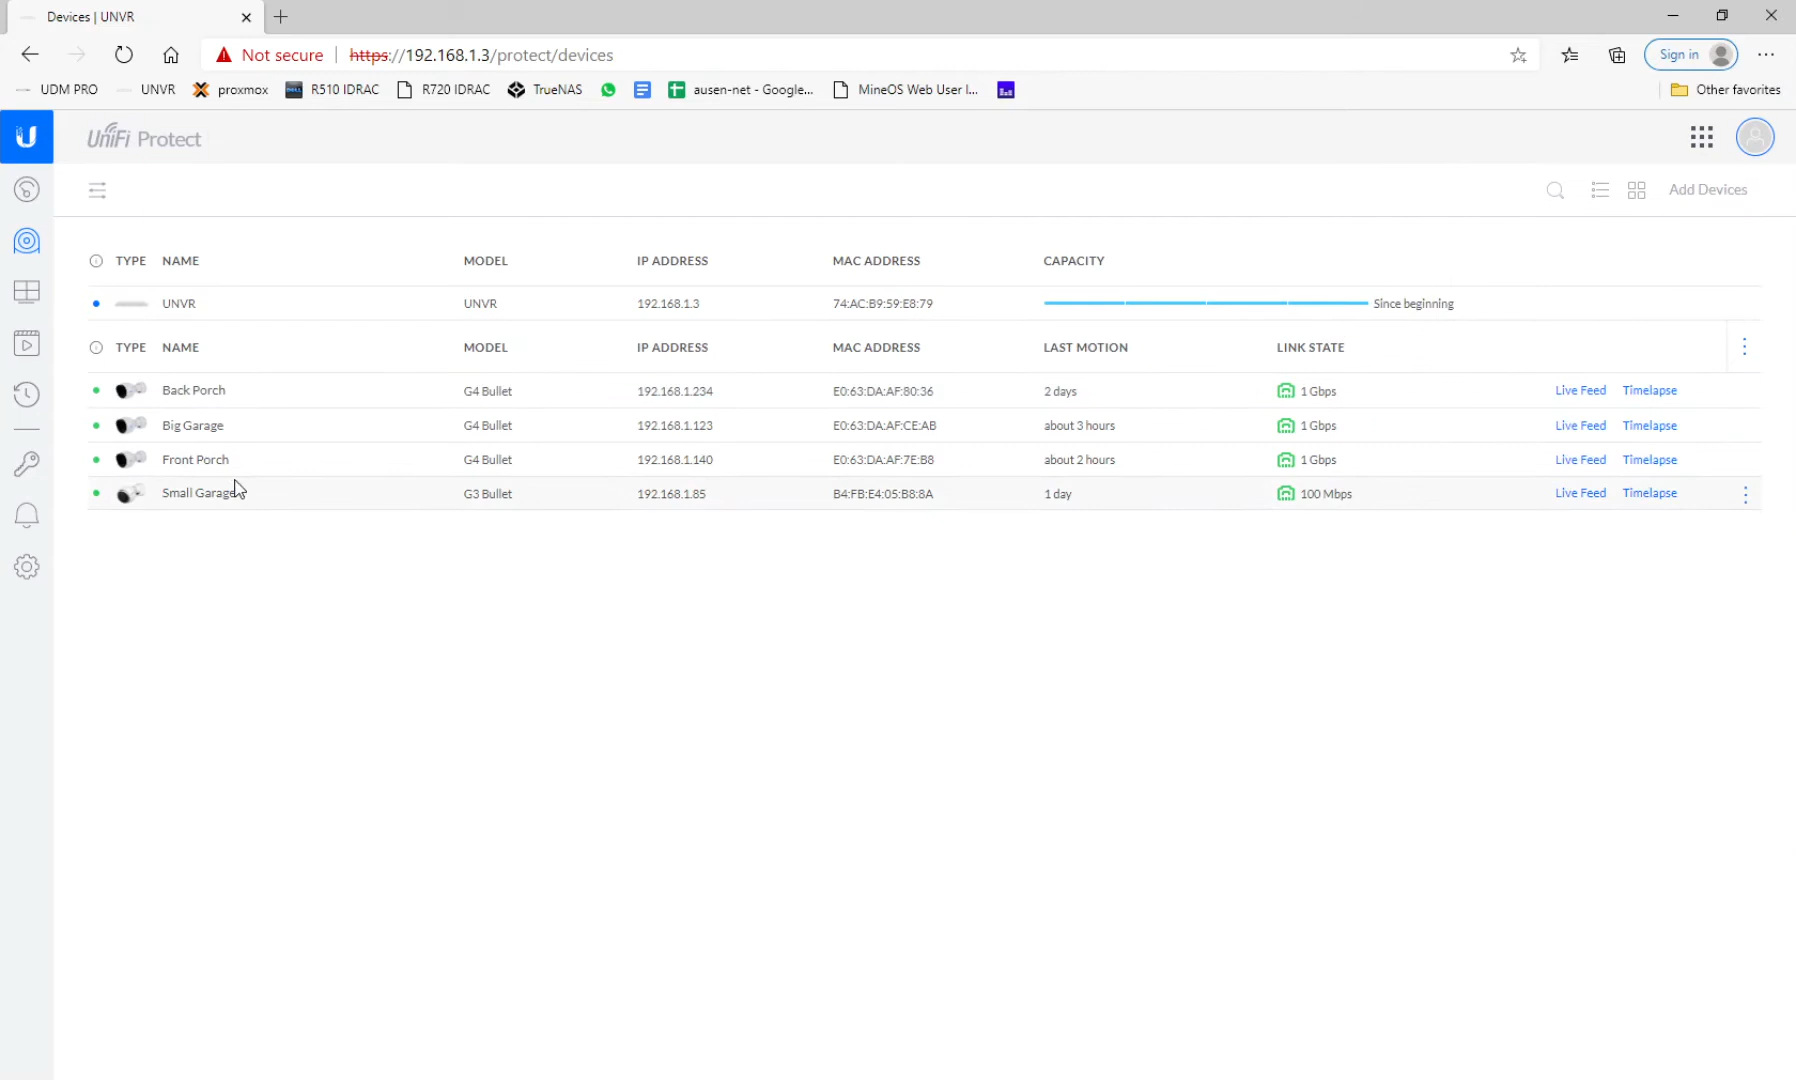 Devices | UNVR
Not secure https://192.168.1.3/protect/devices Sign in
UDM PRO UNVR proxmox R510 IDRAC R720 IDRAC TrueNAS ausen-net - Google... MineOS Web User I... Other favorites
UniFi Protect
Add Devices
TYPE NAME MODEL IP ADDRESS MAC ADDRESS CAPACITY
UNVR UNVR 192.168.1.3 74:AC:B9:59:E8:79 Since beginning
TYPE NAME MODEL IP ADDRESS MAC ADDRESS LAST MOTION LINK STATE
Back Porch G4 Bullet 192.168.1.234 E0:63:DA:AF:80:36 2 days 1 Gbps Live Feed Timelapse
Big Garage G4 Bullet 192.168.1.123 E0:63:DA:AF:CE:AB about 3 hours 1 Gbps Live Feed Timelapse
Front Porch G4 Bullet 192.168.1.140 E0:63:DA:AF:7E:B8 about 2 hours 1 Gbps Live Feed Timelapse
Small Garage G3 Bullet 192.168.1.85 B4:FB:E4:05:B8:8A 1 day 100 Mbps Live Feed Timelapse